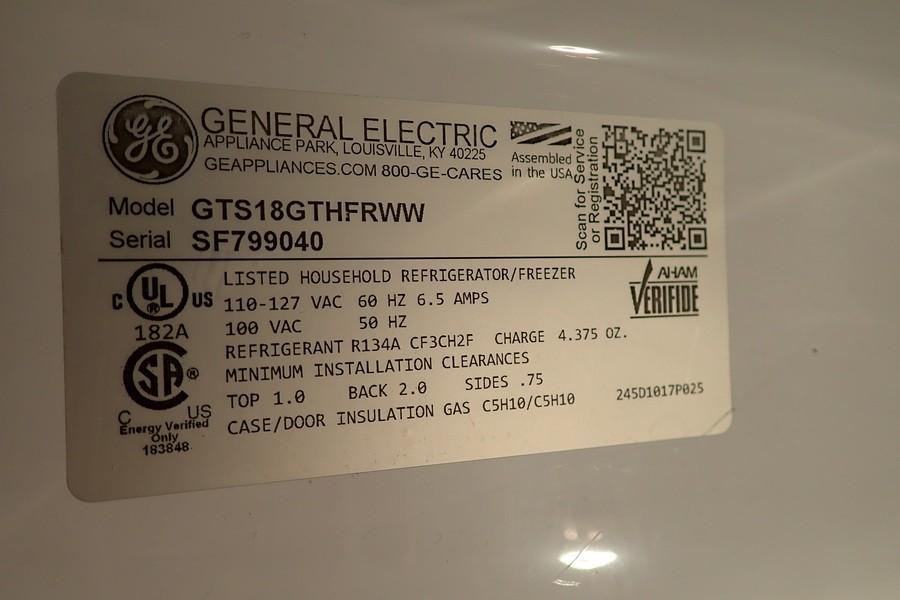 GE
GENERAL ELECTRIC
APPLIANCE PARK, LOUISVILLE, KY 40225
GEAPPLIANCES.COM 800-GE-CARES
Assembled
in the USA
Scan for Service
or Registration
Model GTS18GTHFRWW
Serial SF799040
C UL US
®
182A
LISTED HOUSEHOLD REFRIGERATOR/FREEZER
110-127 VAC 60 HZ 6.5 AMPS
100 VAC 50 HZ
REFRIGERANT R134A CF3CH2F CHARGE 4.375 OZ.
MINIMUM INSTALLATION CLEARANCES
TOP 1.0 BACK 2.0 SIDES .75
CASE/DOOR INSULATION GAS C5H10/C5H10
AHAM
VERIFIDE
245D1017P025
SA ®
C US
Energy Verified
Only
183848